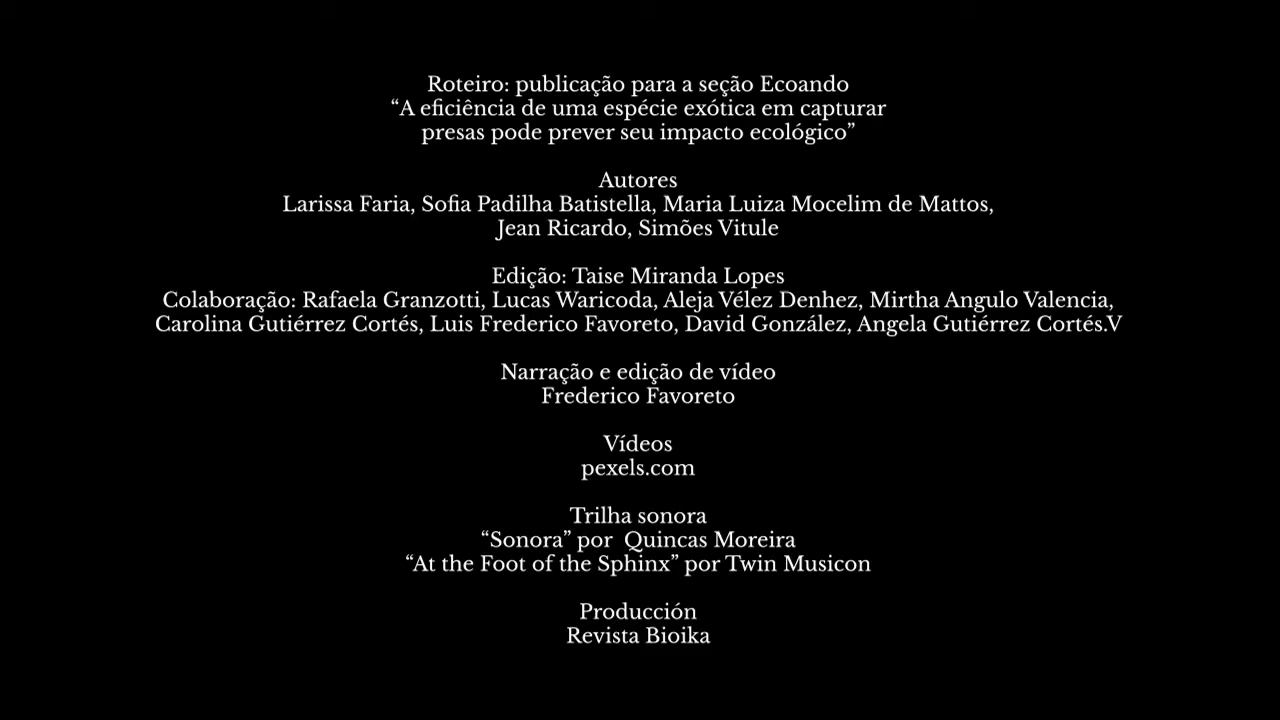 Roteiro: publicação para a seção Ecoando
“A eficiência de uma espécie exótica em capturar
presas pode prever seu impacto ecológico”
Autores
Larissa Faria, Sofia Padilha Batistella, Maria Luiza Mocelim de Mattos,
Jean Ricardo, Simões Vitule
Edição: Taise Miranda Lopes
Colaboração: Rafaela Granzotti, Lucas Waricoda, Aleja Vélez Denhez, Mirtha Angulo Valencia,
Carolina Gutiérrez Cortés, Luis Frederico Favoreto, David González, Angela Gutiérrez Cortés.V
Narração e edição de vídeo
Frederico Favoreto
Vídeos
pexels.com
Trilha sonora
“Sonora” por  Quincas Moreira
“At the Foot of the Sphinx” por Twin Musicon
Producción
Revista Bioika